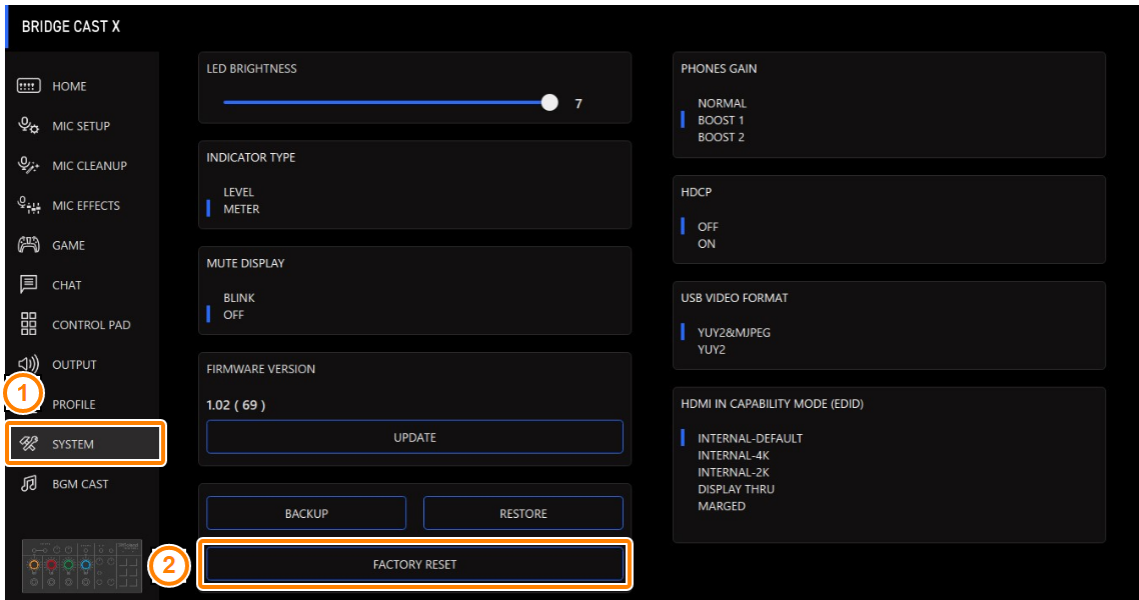 BRIDGE CAST X
HOME
MIC SETUP
MIC CLEANUP
MIC EFFECTS
GAME
CHAT
CONTROL PAD
OUTPUT
1
PROFILE
SYSTEM
BGM CAST
LED BRIGHTNESS
7
INDICATOR TYPE
LEVEL
METER
MUTE DISPLAY
BLINK
OFF
FIRMWARE VERSION
1.02 ( 69 )
UPDATE
BACKUP RESTORE
2
FACTORY RESET
PHONES GAIN
NORMAL
BOOST 1
BOOST 2
HDCP
OFF
ON
USB VIDEO FORMAT
YUY2&MJPEG
YUY2
HDMI IN CAPABILITY MODE (EDID)
INTERNAL-DEFAULT
INTERNAL-4K
INTERNAL-2K
DISPLAY THRU
MARGED